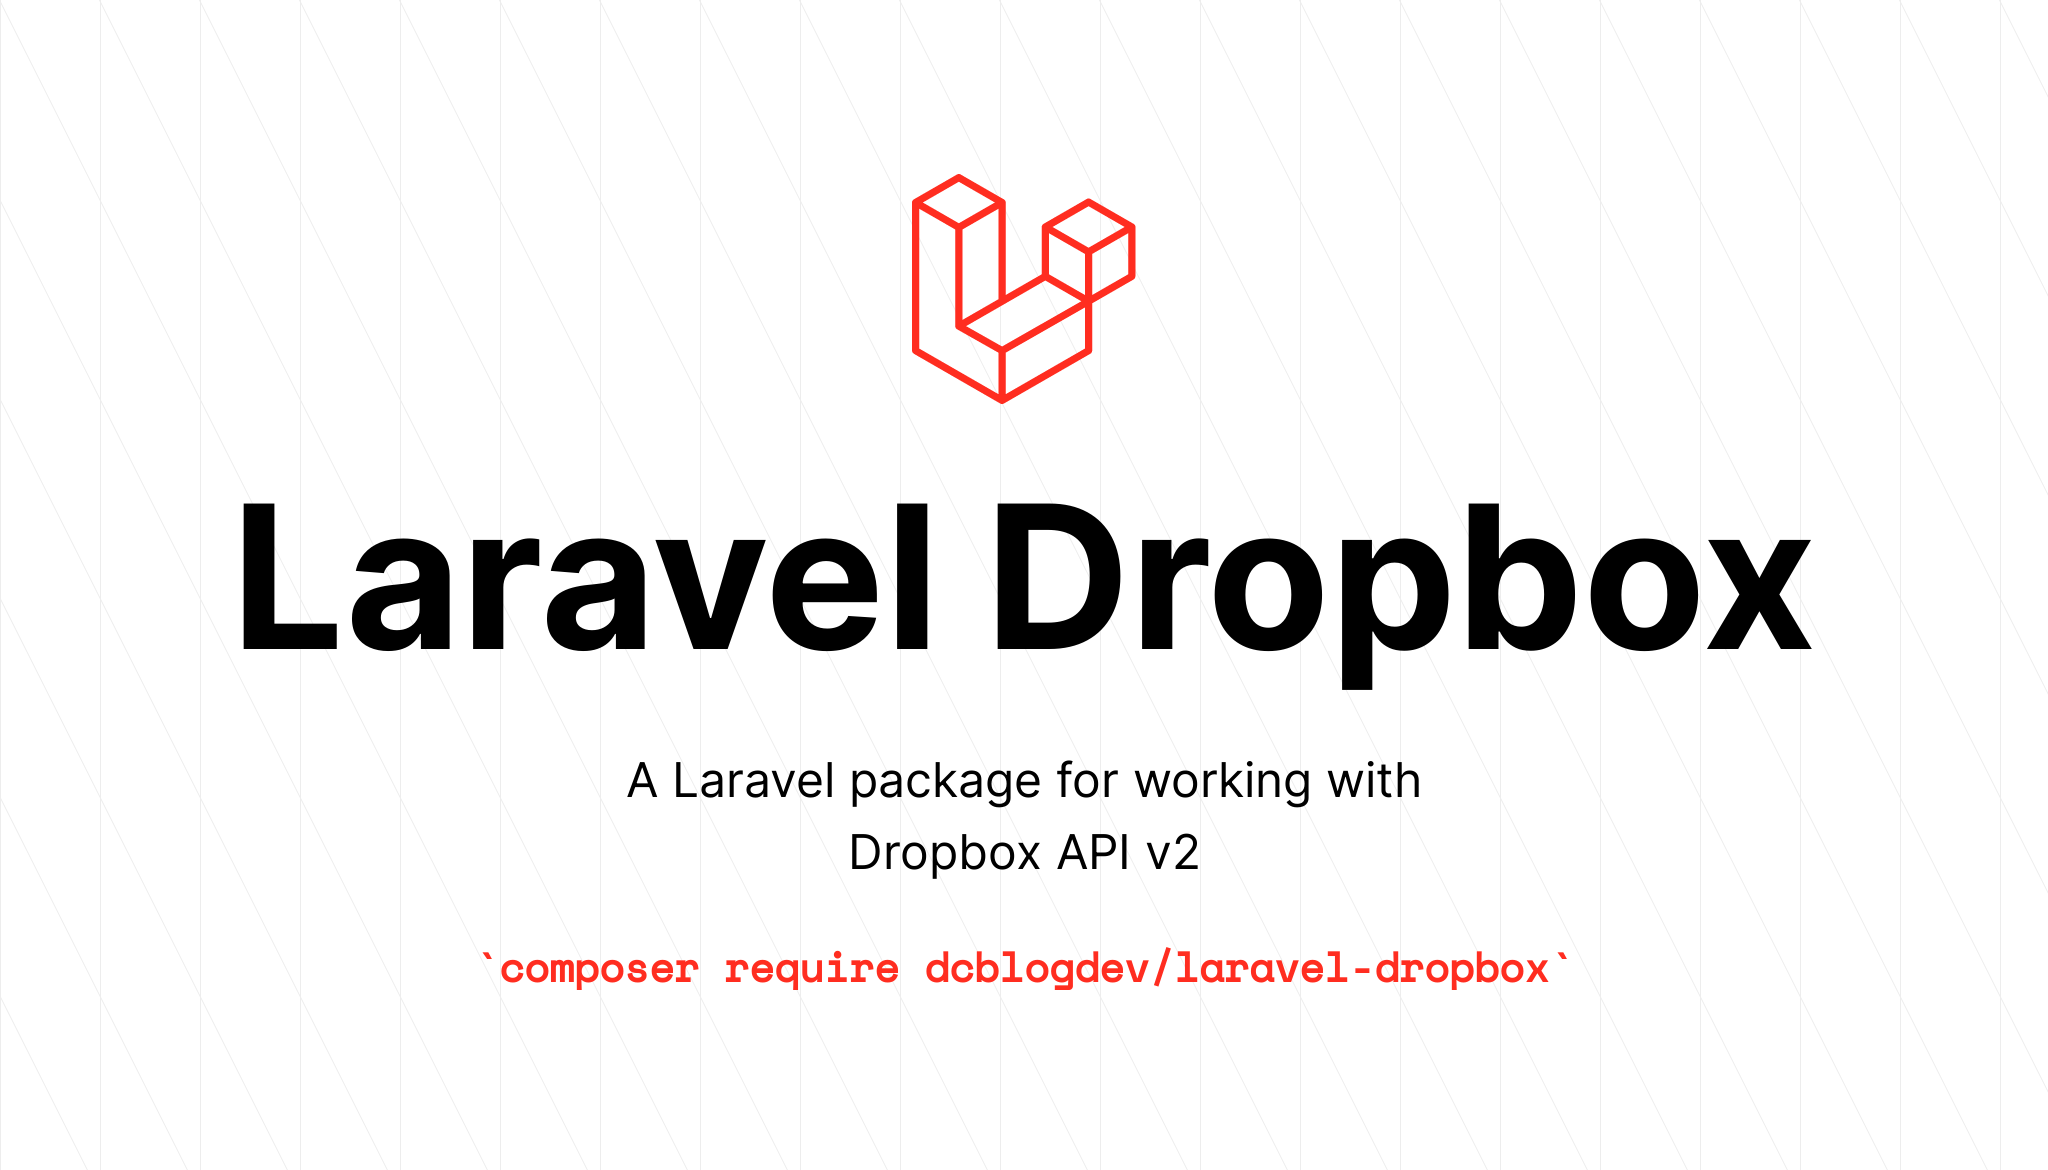 Laravel Dropbox
A Laravel package for working with
Dropbox API v2
`composer require dcblogdev/laravel-dropbox`